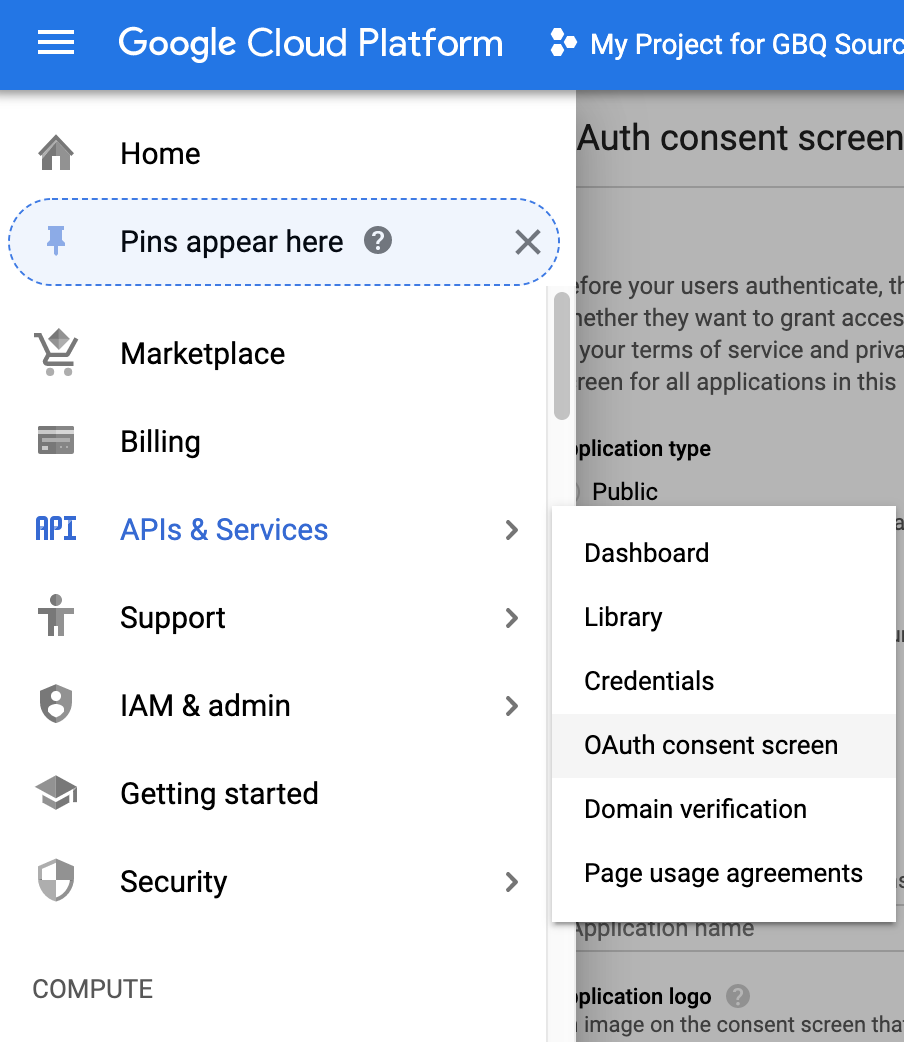 Google Cloud Platform
My Project for GBQ Sourc
Home
Pins appear here
Marketplace
Billing
API APIs & Services
Support
IAM & admin
Getting started
Security
COMPUTE
Dashboard
Library
Credentials
OAuth consent screen
Domain verification
Page usage agreements
Auth consent screen
efore your users authenticate, th
hether they want to grant acces
your terms of service and priva
reen for all applications in this
pplication type
Public
Application name
pplication logo
image on the consent screen that